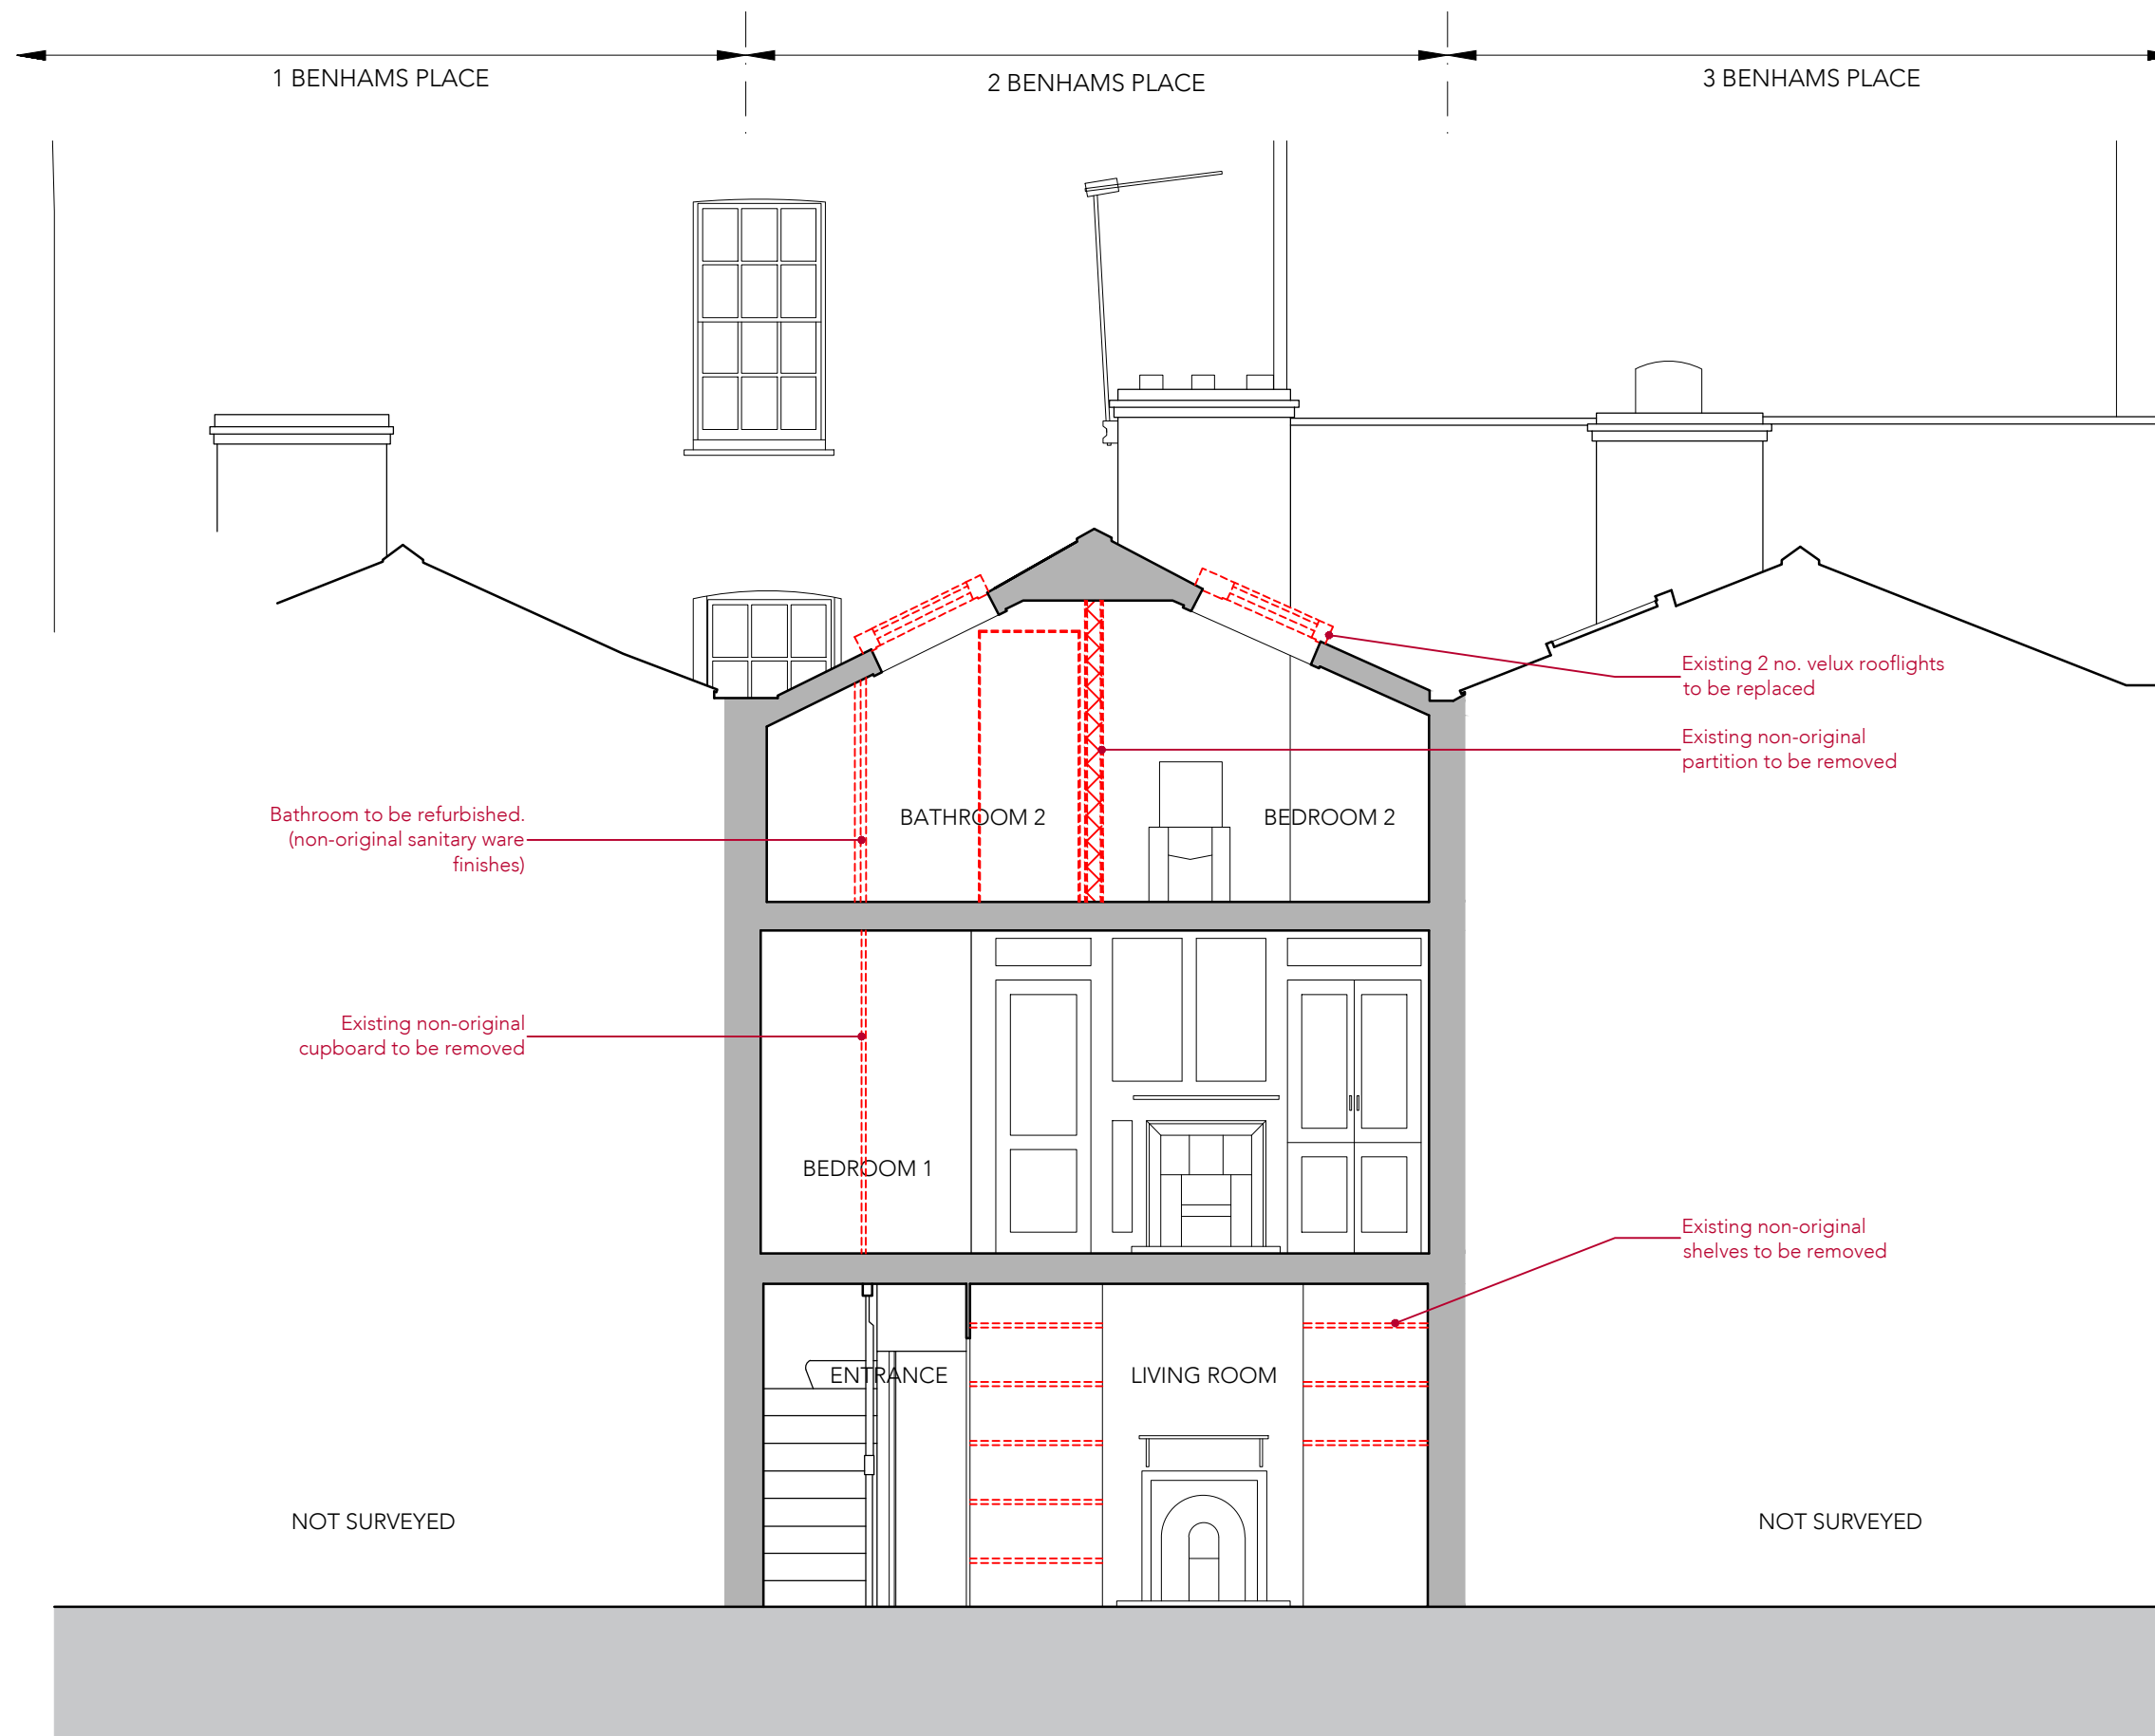 1 BENHAMS PLACE
2 BENHAMS PLACE
3 BENHAMS PLACE
Existing 2 no. velux rooflights
to be replaced
Existing non-original
partition to be removed
Bathroom to be refurbished.
(non-original sanitary ware
finishes)
BATHROOM 2
BEDROOM 2
Existing non-original
cupboard to be removed
BEDROOM 1
Existing non-original
shelves to be removed
ENTRANCE
LIVING ROOM
NOT SURVEYED
NOT SURVEYED